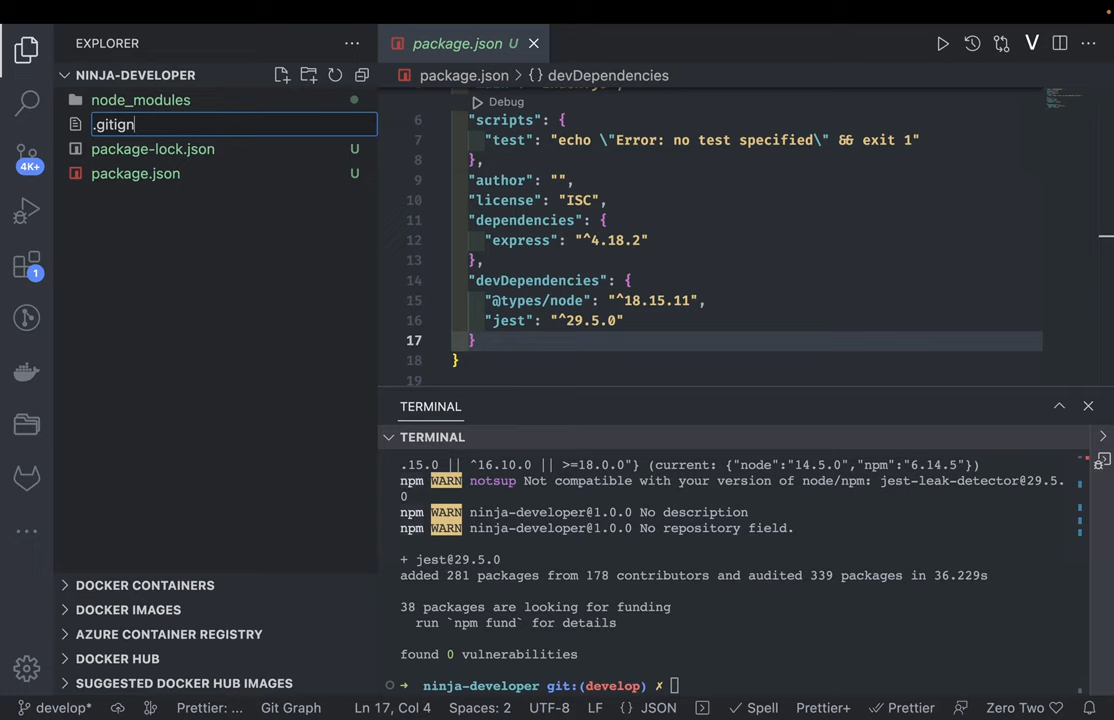 EXPLORER
NINJA-DEVELOPER
node_modules
.gitign
package-lock.json U
package.json U
4K+
1
package.json U
package.json > {} devDependencies
Debug
6 "scripts": {
7 "test": "echo \"Error: no test specified\" && exit 1"
8 },
9 "author": "",
10 "license": "ISC",
11 "dependencies": {
12 "express": "^4.18.2"
13 },
14 "devDependencies": {
15 "@types/node": "^18.15.11",
16 "jest": "^29.5.0"
17 }
18 }
19
TERMINAL
TERMINAL
.15.0 || ^16.10.0 || >=18.0.0"} (current: {"node":"14.5.0","npm":"6.14.5"})
npm WARN notsup Not compatible with your version of node/npm: jest-leak-detector@29.5.
0
npm WARN ninja-developer@1.0.0 No description
npm WARN ninja-developer@1.0.0 No repository field.
+ jest@29.5.0
added 281 packages from 178 contributors and audited 339 packages in 36.229s
38 packages are looking for funding
run `npm fund` for details
found 0 vulnerabilities
→ ninja-developer git:(develop) ✗
DOCKER CONTAINERS
DOCKER IMAGES
AZURE CONTAINER REGISTRY
DOCKER HUB
SUGGESTED DOCKER HUB IMAGES
develop* Prettier: ... Git Graph Ln 17, Col 4 Spaces: 2 UTF-8 LF {} JSON Spell Prettier+ Prettier Zero Two ♡